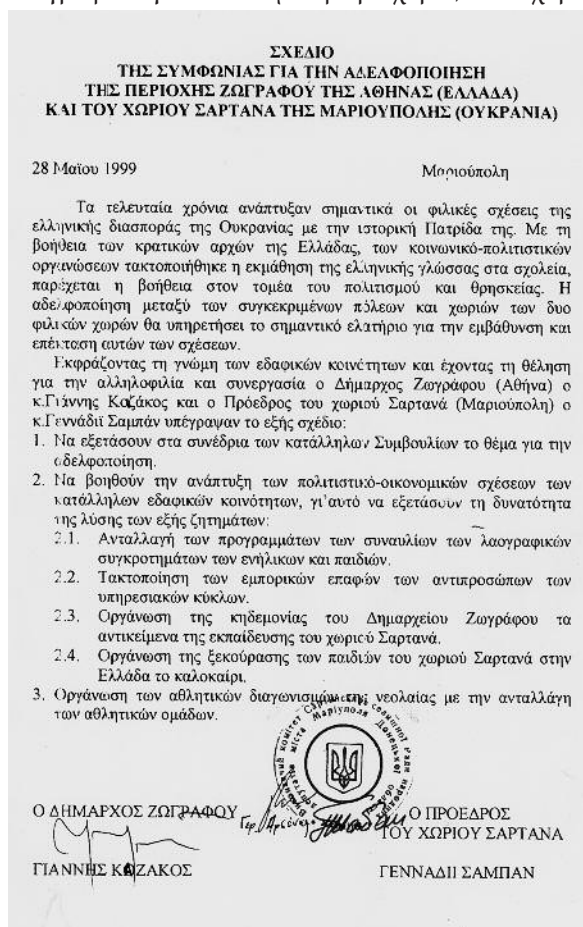 ΣΧΕΔΙΟ
ΤΗΣ ΣΥΜΦΩΝΙΑΣ ΓΙΑ ΤΗΝ ΑΔΕΛΦΟΠΟΙΗΣΗ
ΤΗΣ ΠΕΡΙΟΧΗΣ ΖΩΓΡΑΦΟΥ ΤΗΣ ΑΘΗΝΑΣ (ΕΛΛΑΔΑ)
ΚΑΙ ΤΟΥ ΧΩΡΙΟΥ ΣΑΡΤΑΝΑ ΤΗΣ ΜΑΡΙΟΥΠΟΛΗΣ (ΟΥΚΡΑΝΙΑ)
28 Μαΐου 1999 Μαριούπολη
Τα τελευταία χρόνια ανάπτυξαν σημαντικά οι φιλικές σχέσεις της
ελληνικής διασποράς της Ουκρανίας με την ιστορική Πατρίδα της. Με τη
βοήθεια των κρατικών αρχών της Ελλάδας, των κοινωνικό-πολιτιστικών
οργανώσεων τακτοποιήθηκε η εκμάθηση της ελληνικής γλώσσας στα σχολεία,
παρέχεται η βοήθεια στον τομέα του πολιτισμού και θρησκείας. Η
αδελφοποίηση μεταξύ των συγκεκριμένων πόλεων και χωριών των δυο
φιλικών χωρών θα υπηρετήσει το σημαντικό ελατήριο για την εμβάθυνση και
επέκταση αυτών των σχέσεων.
Εκφράζοντας τη γνώμη των εδαφικών κοινότητων και έχοντας τη θέληση
για την αλληλοφιλία και συνεργασία ο Δήμαρχος Ζωγράφου (Αθήνα) ο
κ.Γιάννης Καζάκος και ο Πρόεδρος του χωριού Σαρτανά (Μαριούπολη) ο
κ.Γεννάδιϊ Σαμπάν υπέγραψαν το εξής σχέδιο:
1. Να εξετάσουν στα συνέδρια των κατάλληλων Συμβουλίων το θέμα για την
αδελφοποίηση.
2. Να βοηθούν την ανάπτυξη των πολιτιστικό-οικονομικών σχέσεων των
κατάλληλων εδαφικών κοινότητων, γι'αυτό να εξετάσουν τη δυνατότητα
της λύσης των εξής ζητημάτων:
2.1. Ανταλλαγή των προγραμμάτων των συναυλίων των λαογραφικών
συγκροτημάτων των ενήλικων και παιδιών.
2.2. Τακτοποίηση των εμπορικών επαφών των αντιπροσώπων των
υπηρεσιακών κύκλων.
2.3. Οργάνωση της κηδεμονίας του Δημαρχείου Ζωγράφου τα
αντικείμενα της εκπαίδευσης του χωριού Σαρτανά.
2.4. Οργάνωση της ξεκούρασης των παιδιών του χωριού Σαρτανά στην
Ελλάδα το καλοκαίρι.
3. Οργάνωση των αθλητικών διαγωνισμών της νεολαίας με την ανταλλαγή
των αθλητικών ομάδων.
Ο ΔΗΜΑΡΧΟΣ ΖΩΓΡΑΦΟΥ Ο ΠΡΟΕΔΡΟΣ
ΤΟΥ ΧΩΡΙΟΥ ΣΑΡΤΑΝΑ
ΓΙΑΝΝΗΣ ΚΑΖΑΚΟΣ ΓΕΝΝΑΔΙΙ ΣΑΜΠΑΝ